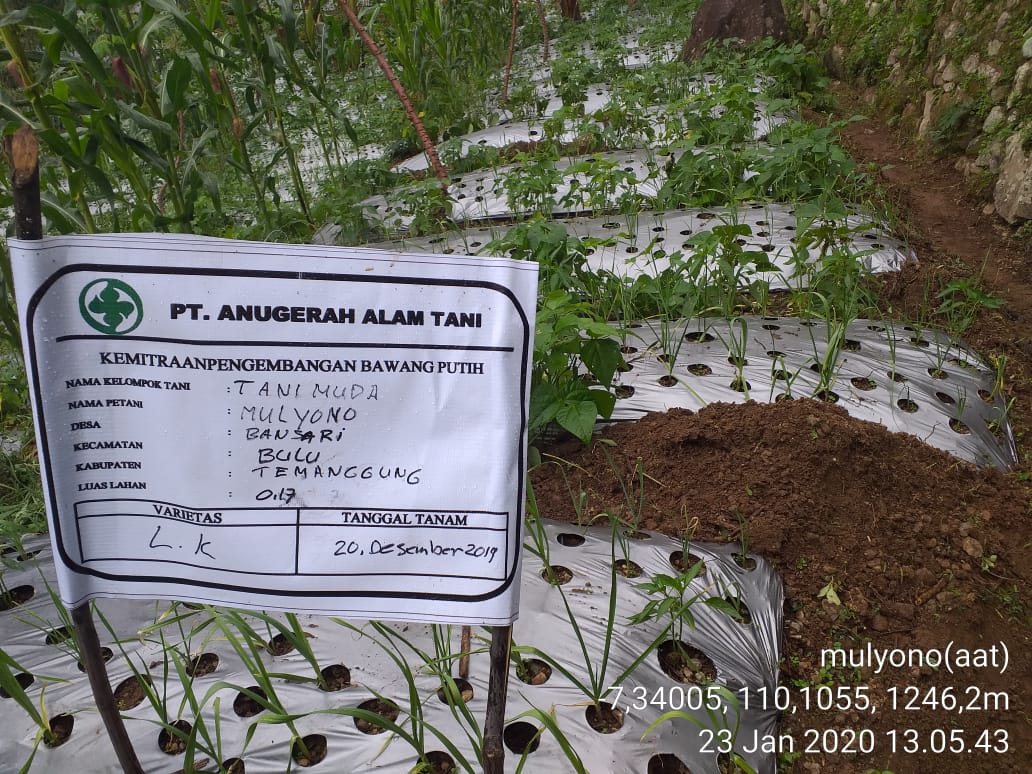 PT. ANUGERAH ALAM TANI
KEMITRAANPENGEMBANGAN BAWANG PUTIH
NAMA KELOMPOK TANI : TANI MUDA
NAMA PETANI : MULYONO
DESA : BANSARI
KECAMATAN : BULU
KABUPATEN : TEMANGGUNG
LUAS LAHAN : 0.17
VARIETAS TANGGAL TANAM
L.K 20, Desember 2019
mulyono(aat)
7,34005, 110,1055, 1246,2m
23 Jan 2020 13.05.43